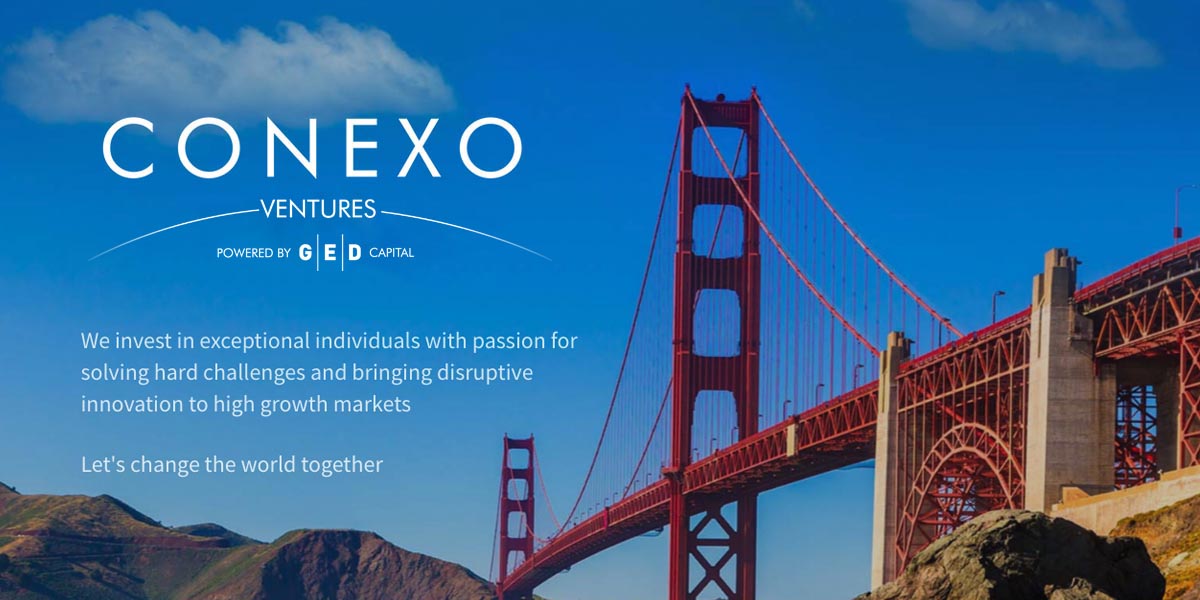 CONEXO
VENTURES
POWERED BY GED CAPITAL
We invest in exceptional individuals with passion for
solving hard challenges and bringing disruptive
innovation to high growth markets
Let's change the world together